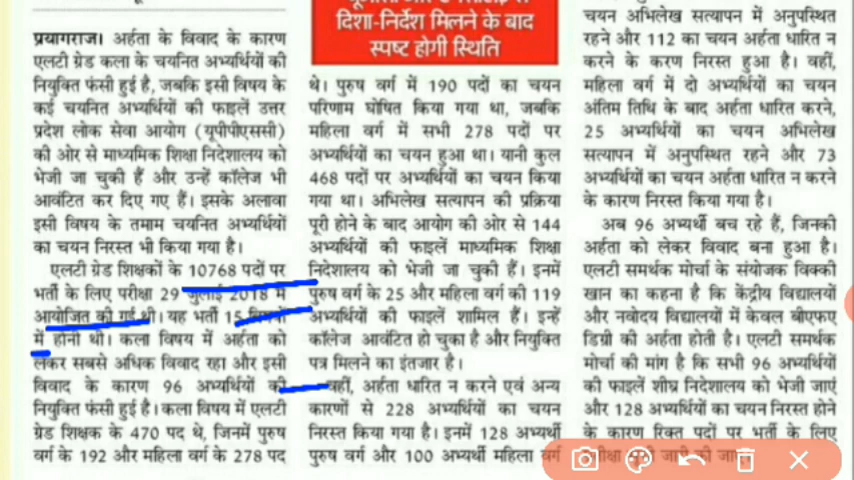 प्रयागराज। अर्हता के विवाद के कारण
एलटी ग्रेड कला के चयनित अभ्यर्थियों की
नियुक्ति फंसी हुई है, जबकि इसी विषय के
कई चयनित अभ्यर्थियों की फाइलें उत्तर
प्रदेश लोक सेवा आयोग (यूपीपीएससी)
की ओर से माध्यमिक शिक्षा निदेशालय को
भेजी जा चुकी हैं और उन्हें कॉलेज भी
आवंटित कर दिए गए हैं। इसके अलावा
इसी विषय के तमाम चयनित अभ्यर्थियों
का चयन निरस्त भी किया गया है।
एलटी ग्रेड शिक्षकों के 10768 पदों पर
भर्ती के लिए परीक्षा 29 जुलाई 2018 में
आयोजित की गई थी। यह भर्ती 15 विषयों
में होनी थी। कला विषय में अर्हता को
लेकर सबसे अधिक विवाद रहा और इसी
विवाद के कारण 96 अभ्यर्थियों की
नियुक्ति फंसी हुई है। कला विषय में एलटी
ग्रेड शिक्षक के 470 पद थे, जिनमें पुरुष
वर्ग के 192 और महिला वर्ग के 278 पद
दिशा-निर्देश मिलने के बाद
स्पष्ट होगी स्थिति
थे। पुरुष वर्ग में 190 पदों का चयन
परिणाम घोषित किया गया था, जबकि
महिला वर्ग में सभी 278 पदों पर
अभ्यर्थियों का चयन हुआ था। यानी कुल
468 पदों पर अभ्यर्थियों का चयन किया
गया था। अभिलेख सत्यापन की प्रक्रिया
पूरी होने के बाद आयोग की ओर से 144
अभ्यर्थियों की फाइलें माध्यमिक शिक्षा
निदेशालय को भेजी जा चुकी हैं। इनमें
पुरुष वर्ग के 25 और महिला वर्ग की 119
अभ्यर्थियों की फाइलें शामिल हैं। इन्हें
कॉलेज आवंटित हो चुका है और नियुक्ति
पत्र मिलने का इंतजार है।
वहीं, अर्हता धारित न करने एवं अन्य
कारणों से 228 अभ्यर्थियों का चयन
निरस्त किया गया है। इनमें 128 अभ्यर्थी
पुरुष वर्ग और 100 अभ्यर्थी महिला वर्ग
चयन अभिलेख सत्यापन में अनुपस्थित
रहने और 112 का चयन अर्हता धारित न
करने के करण निरस्त हुआ है। वहीं,
महिला वर्ग में दो अभ्यर्थियों का चयन
अंतिम तिथि के बाद अर्हता धारित करने,
25 अभ्यर्थियों का चयन अभिलेख
सत्यापन में अनुपस्थित रहने और 73
अभ्यर्थियों का चयन अर्हता धारित न करने
के कारण निरस्त किया गया है।
अब 96 अभ्यर्थी बच रहे हैं, जिनकी
अर्हता को लेकर विवाद बना हुआ है।
एलटी समर्थक मोर्चा के संयोजक विक्की
खान का कहना है कि केंद्रीय विद्यालयों
और नवोदय विद्यालयों में केवल बीएफए
डिग्री की अर्हता होती है। एलटी समर्थक
मोर्चा की मांग है कि सभी 96 अभ्यर्थियों
की फाइलें शीघ्र निदेशालय को भेजी जाएं
और 128 अभ्यर्थियों का चयन निरस्त होने
के कारण रिक्त पदों पर भर्ती के लिए